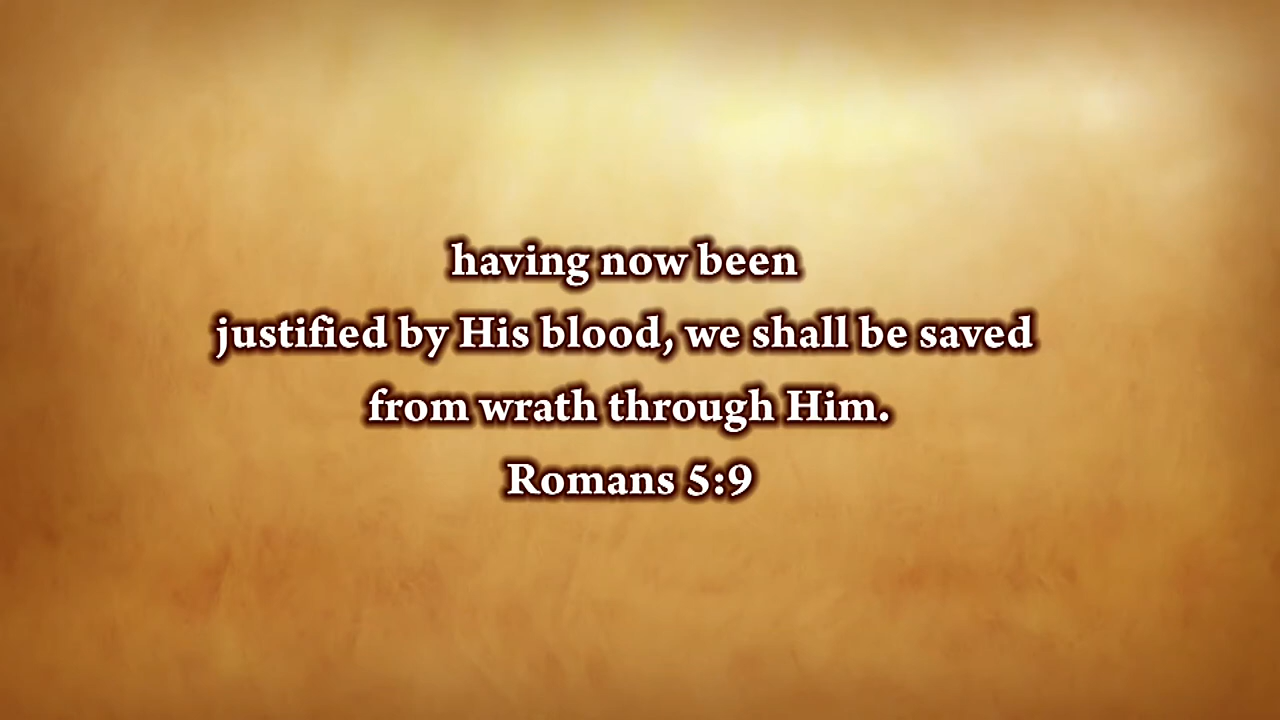 having now been
justified by His blood, we shall be saved
from wrath through Him.
Romans 5:9